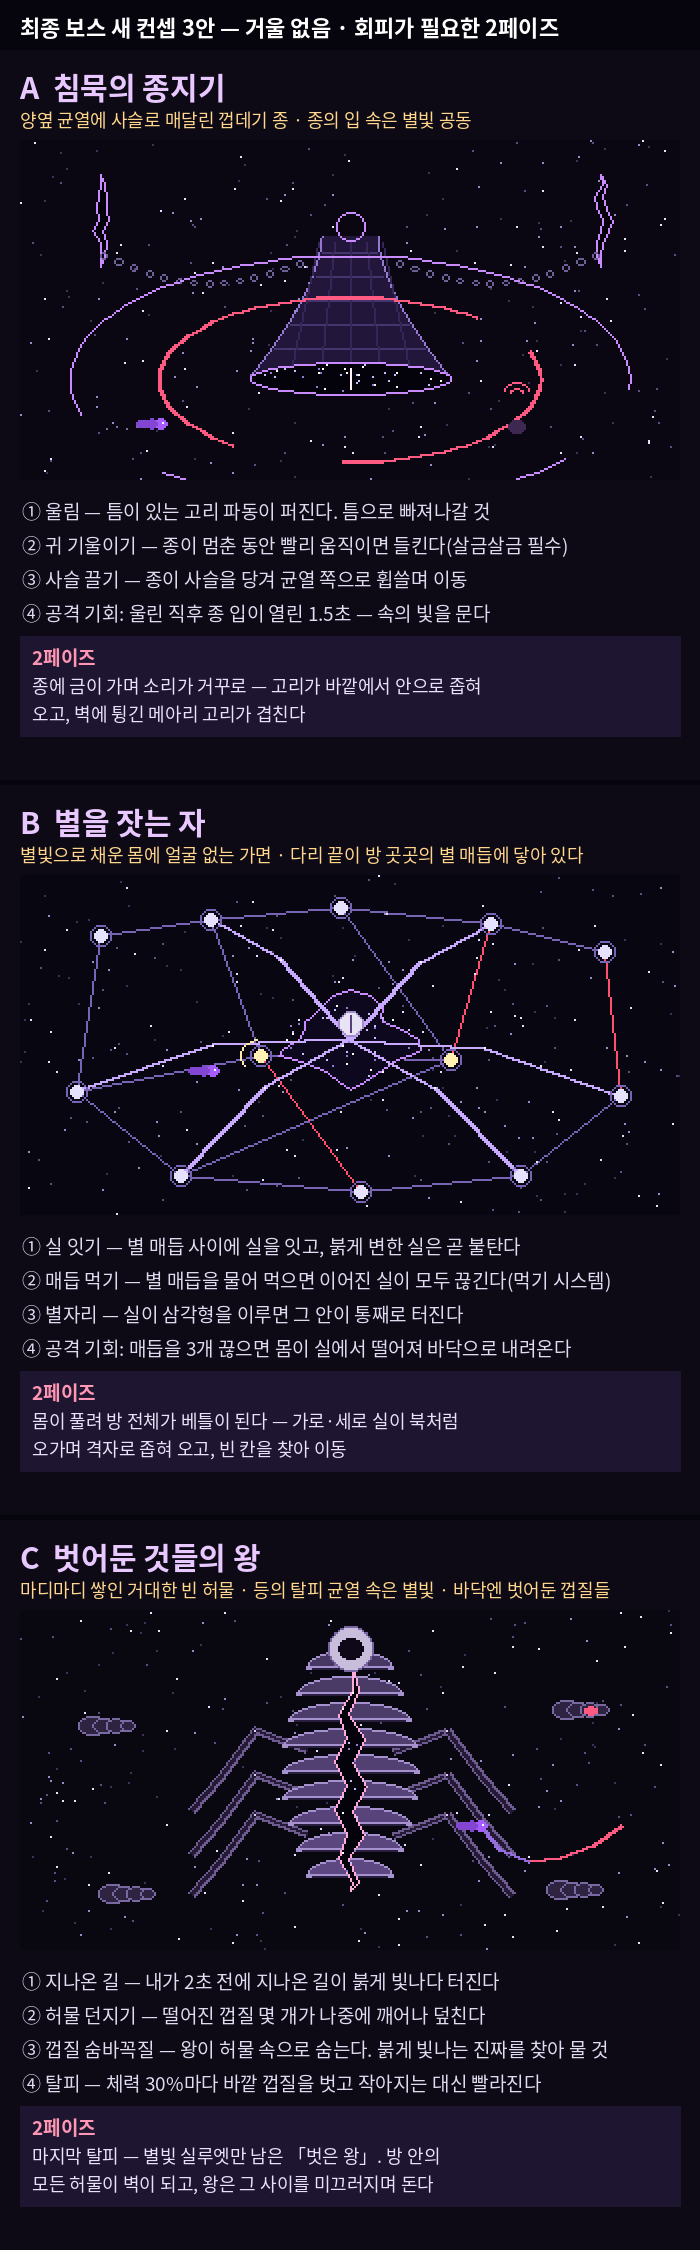 최종 보스 새 컨셉 3안 — 거울 없음 · 회피가 필요한 2페이즈
A 침묵의 종지기
양옆 균열에 사슬로 매달린 껍데기 종 · 종의 입 속은 별빛 공동
① 울림 — 틈이 있는 고리 파동이 퍼진다. 틈으로 빠져나갈 것
② 귀 기울이기 — 종이 멈춘 동안 빨리 움직이면 들킨다(살금살금 필수)
③ 사슬 끌기 — 종이 사슬을 당겨 균열 쪽으로 휩쓸며 이동
④ 공격 기회: 울린 직후 종 입이 열린 1.5초 — 속의 빛을 문다
2페이즈
종에 금이 가며 소리가 거꾸로 — 고리가 바깥에서 안으로 좁혀
오고, 벽에 튕긴 메아리 고리가 겹친다
B 별을 잣는 자
별빛으로 채운 몸에 얼굴 없는 가면 · 다리 끝이 방 곳곳의 별 매듭에 닿아 있다
① 실 잇기 — 별 매듭 사이에 실을 잇고, 붉게 변한 실은 곧 불탄다
② 매듭 먹기 — 별 매듭을 물어 먹으면 이어진 실이 모두 끊긴다(먹기 시스템)
③ 별자리 — 실이 삼각형을 이루면 그 안이 통째로 터진다
④ 공격 기회: 매듭을 3개 끊으면 몸이 실에서 떨어져 바닥으로 내려온다
2페이즈
몸이 풀려 방 전체가 베틀이 된다 — 가로·세로 실이 북처럼
오가며 격자로 좁혀 오고, 빈 칸을 찾아 이동
C 벗어둔 것들의 왕
마디마디 쌓인 거대한 빈 허물 · 등의 탈피 균열 속은 별빛 · 바닥엔 벗어둔 껍질들
① 지나온 길 — 내가 2초 전에 지나온 길이 붉게 빛나다 터진다
② 허물 던지기 — 떨어진 껍질 몇 개가 나중에 깨어나 덮친다
③ 껍질 숨바꼭질 — 왕이 허물 속으로 숨는다. 붉게 빛나는 진짜를 찾아 물 것
④ 탈피 — 체력 30%마다 바깥 껍질을 벗고 작아지는 대신 빨라진다
2페이즈
마지막 탈피 — 별빛 실루엣만 남은 「벗은 왕」. 방 안의
모든 허물이 벽이 되고, 왕은 그 사이를 미끄러지며 돈다